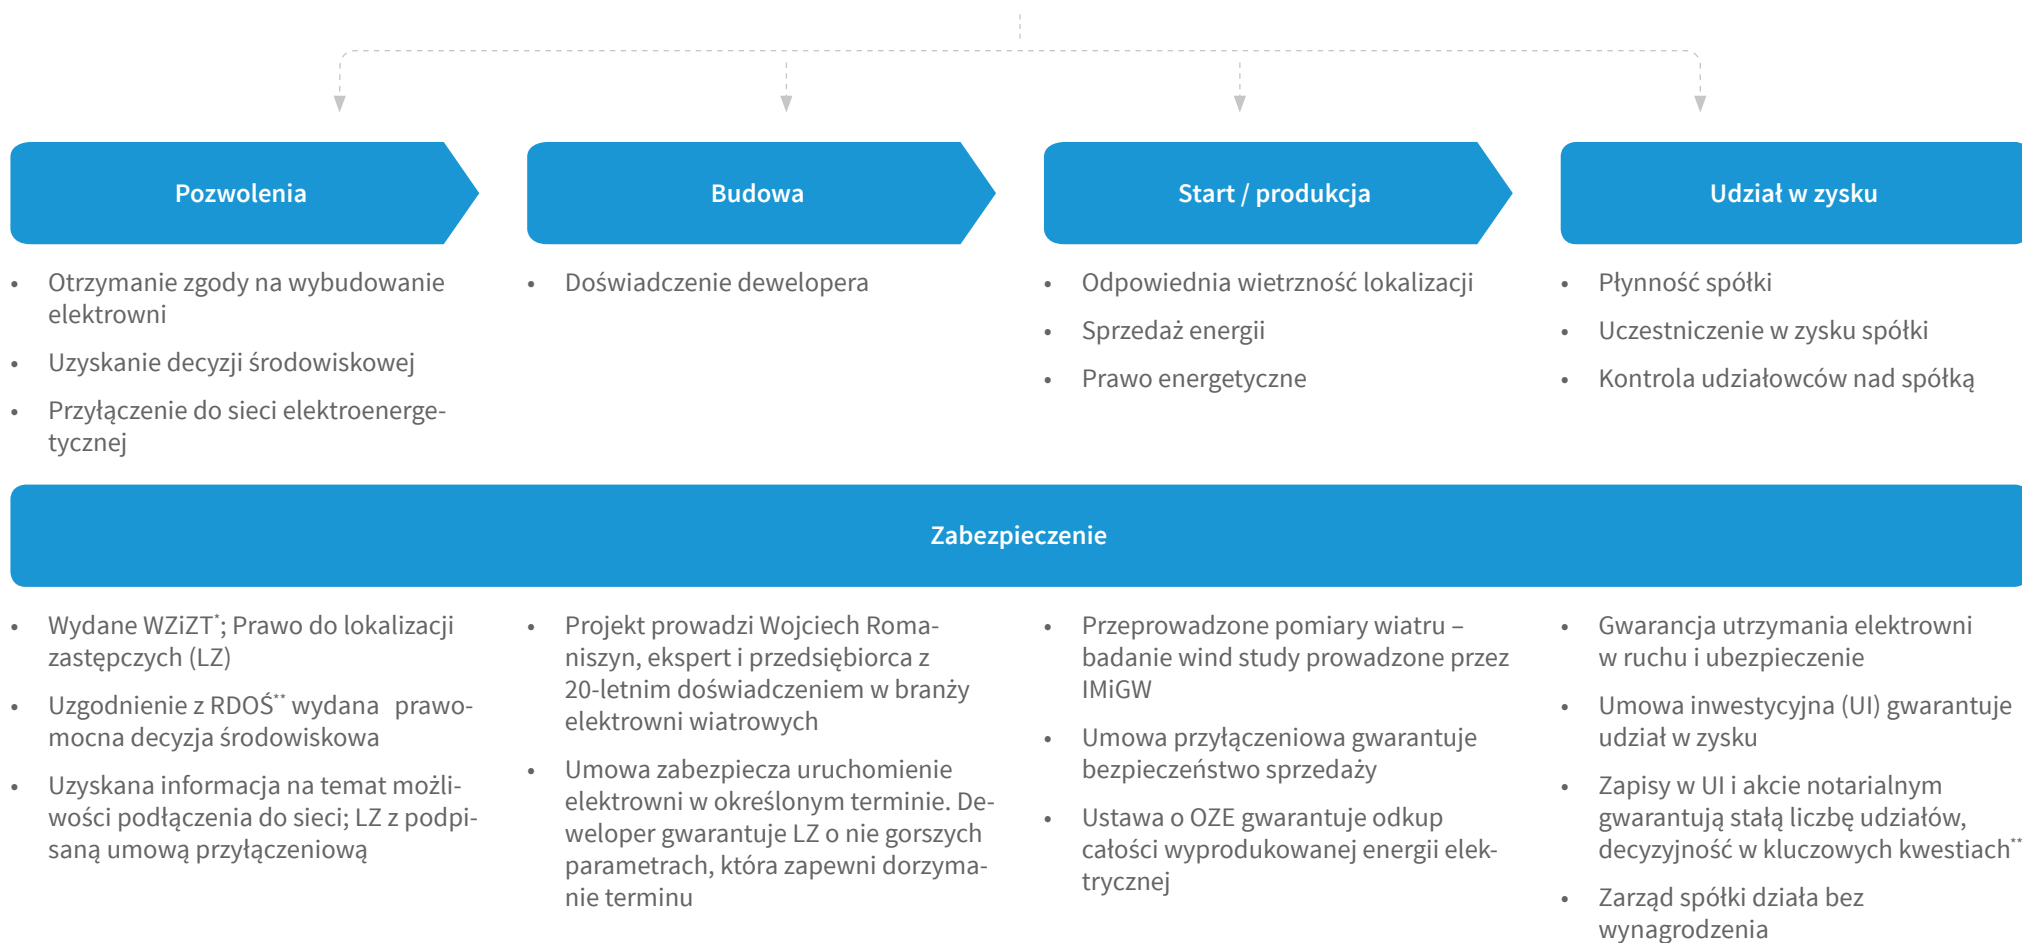 Pozwolenia
Budowa
Start / produkcja
Udział w zysku
• Otrzymanie zgody na wybudowanie
elektrowni
• Uzyskanie decyzji środowiskowej
• Przyłączenie do sieci elektroenerge-
tycznej
• Doświadczenie dewelopera
• Odpowiednia wietrzność lokalizacji
• Sprzedaż energii
• Prawo energetyczne
• Płynność spółki
• Uczestniczenie w zysku spółki
• Kontrola udziałowców nad spółką
Zabezpieczenie
• Wydane WZiZT*; Prawo do lokalizacji
zastępczych (LZ)
• Uzgodnienie z RDOŚ** wydana prawo-
mocna decyzja środowiskowa
• Uzyskana informacja na temat możli-
wości podłączenia do sieci; LZ z podpi-
saną umową przyłączeniową
• Projekt prowadzi Wojciech Roma-
niszyn, ekspert i przedsiębiorca z
20-letnim doświadczeniem w branży
elektrowni wiatrowych
• Umowa zabezpiecza uruchomienie
elektrowni w określonym terminie. De-
weloper gwarantuje LZ o nie gorszych
parametrach, która zapewni dorzyma-
nie terminu
• Przeprowadzone pomiary wiatru –
badanie wind study prowadzone przez
IMiGW
• Umowa przyłączeniowa gwarantuje
bezpieczeństwo sprzedaży
• Ustawa o OZE gwarantuje odkup
całości wyprodukowanej energii elek-
trycznej
• Gwarancja utrzymania elektrowni
w ruchu i ubezpieczenie
• Umowa inwestycyjna (UI) gwarantuje
udział w zysku
• Zapisy w UI i akcie notarialnym
gwarantują stałą liczbę udziałów,
decyzyjność w kluczowych kwestiach**
• Zarząd spółki działa bez
wynagrodzenia